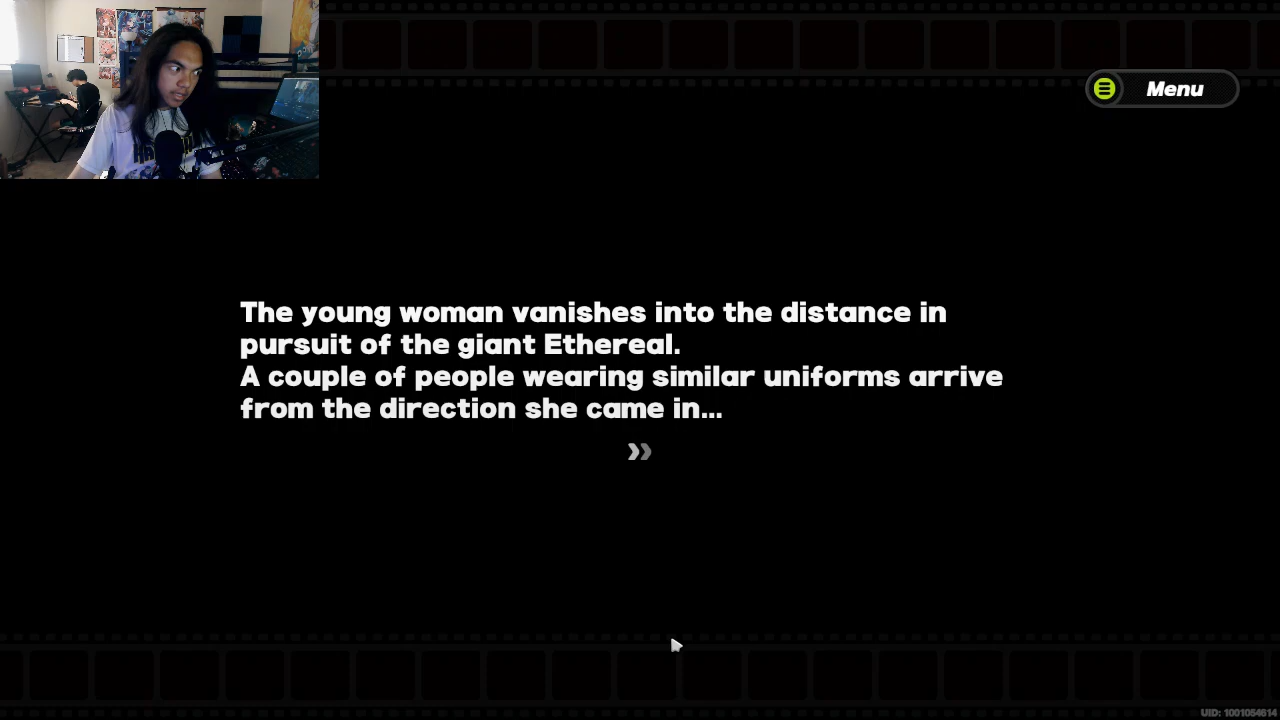 Menu
The young woman vanishes into the distance in
pursuit of the giant Ethereal.
A couple of people wearing similar uniforms arrive
from the direction she came in...
UID: 1001054614